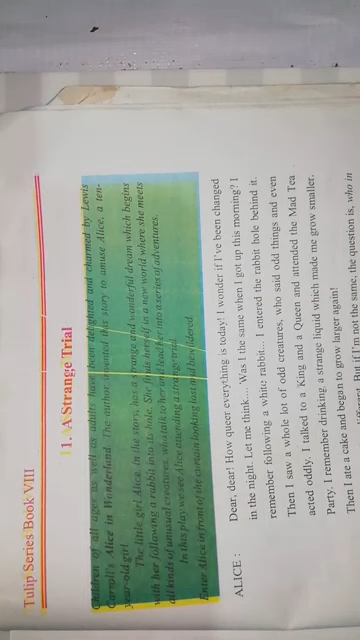 Tulip Series Book VIII
11. A Strange Trial
Children of all ages as well as adults have been delighted and charmed by Lewis
Carroll's Alice in Wonderland. The author invented this story to amuse Alice, a ten-
year-old girl.
The little girl Alice, in the story, has a strange and wonderful dream which begins
with her following a rabbit into its hole. She finds herself in a new world where she meets
all kinds of unusual creatures, who talk to her and lead her into a series of adventures.
In this play we see Alice attending a strange trial.
Enter Alice in front of the curtain looking lost and bewildered.
ALICE : Dear, dear! How queer everything is today! I wonder if I've been changed
in the night. Let me think.... Was I the same when I got up this morning? I
remember following a white rabbit... I entered the rabbit hole behind it.
Then I saw a whole lot of odd creatures, who said odd things and even
acted oddly. I talked to a King and a Queen and attended the Mad Tea
Party. I remember drinking a strange liquid which made me grow smaller.
Then I ate a cake and began to grow larger again!
But if I'm not the same, the question is, who in